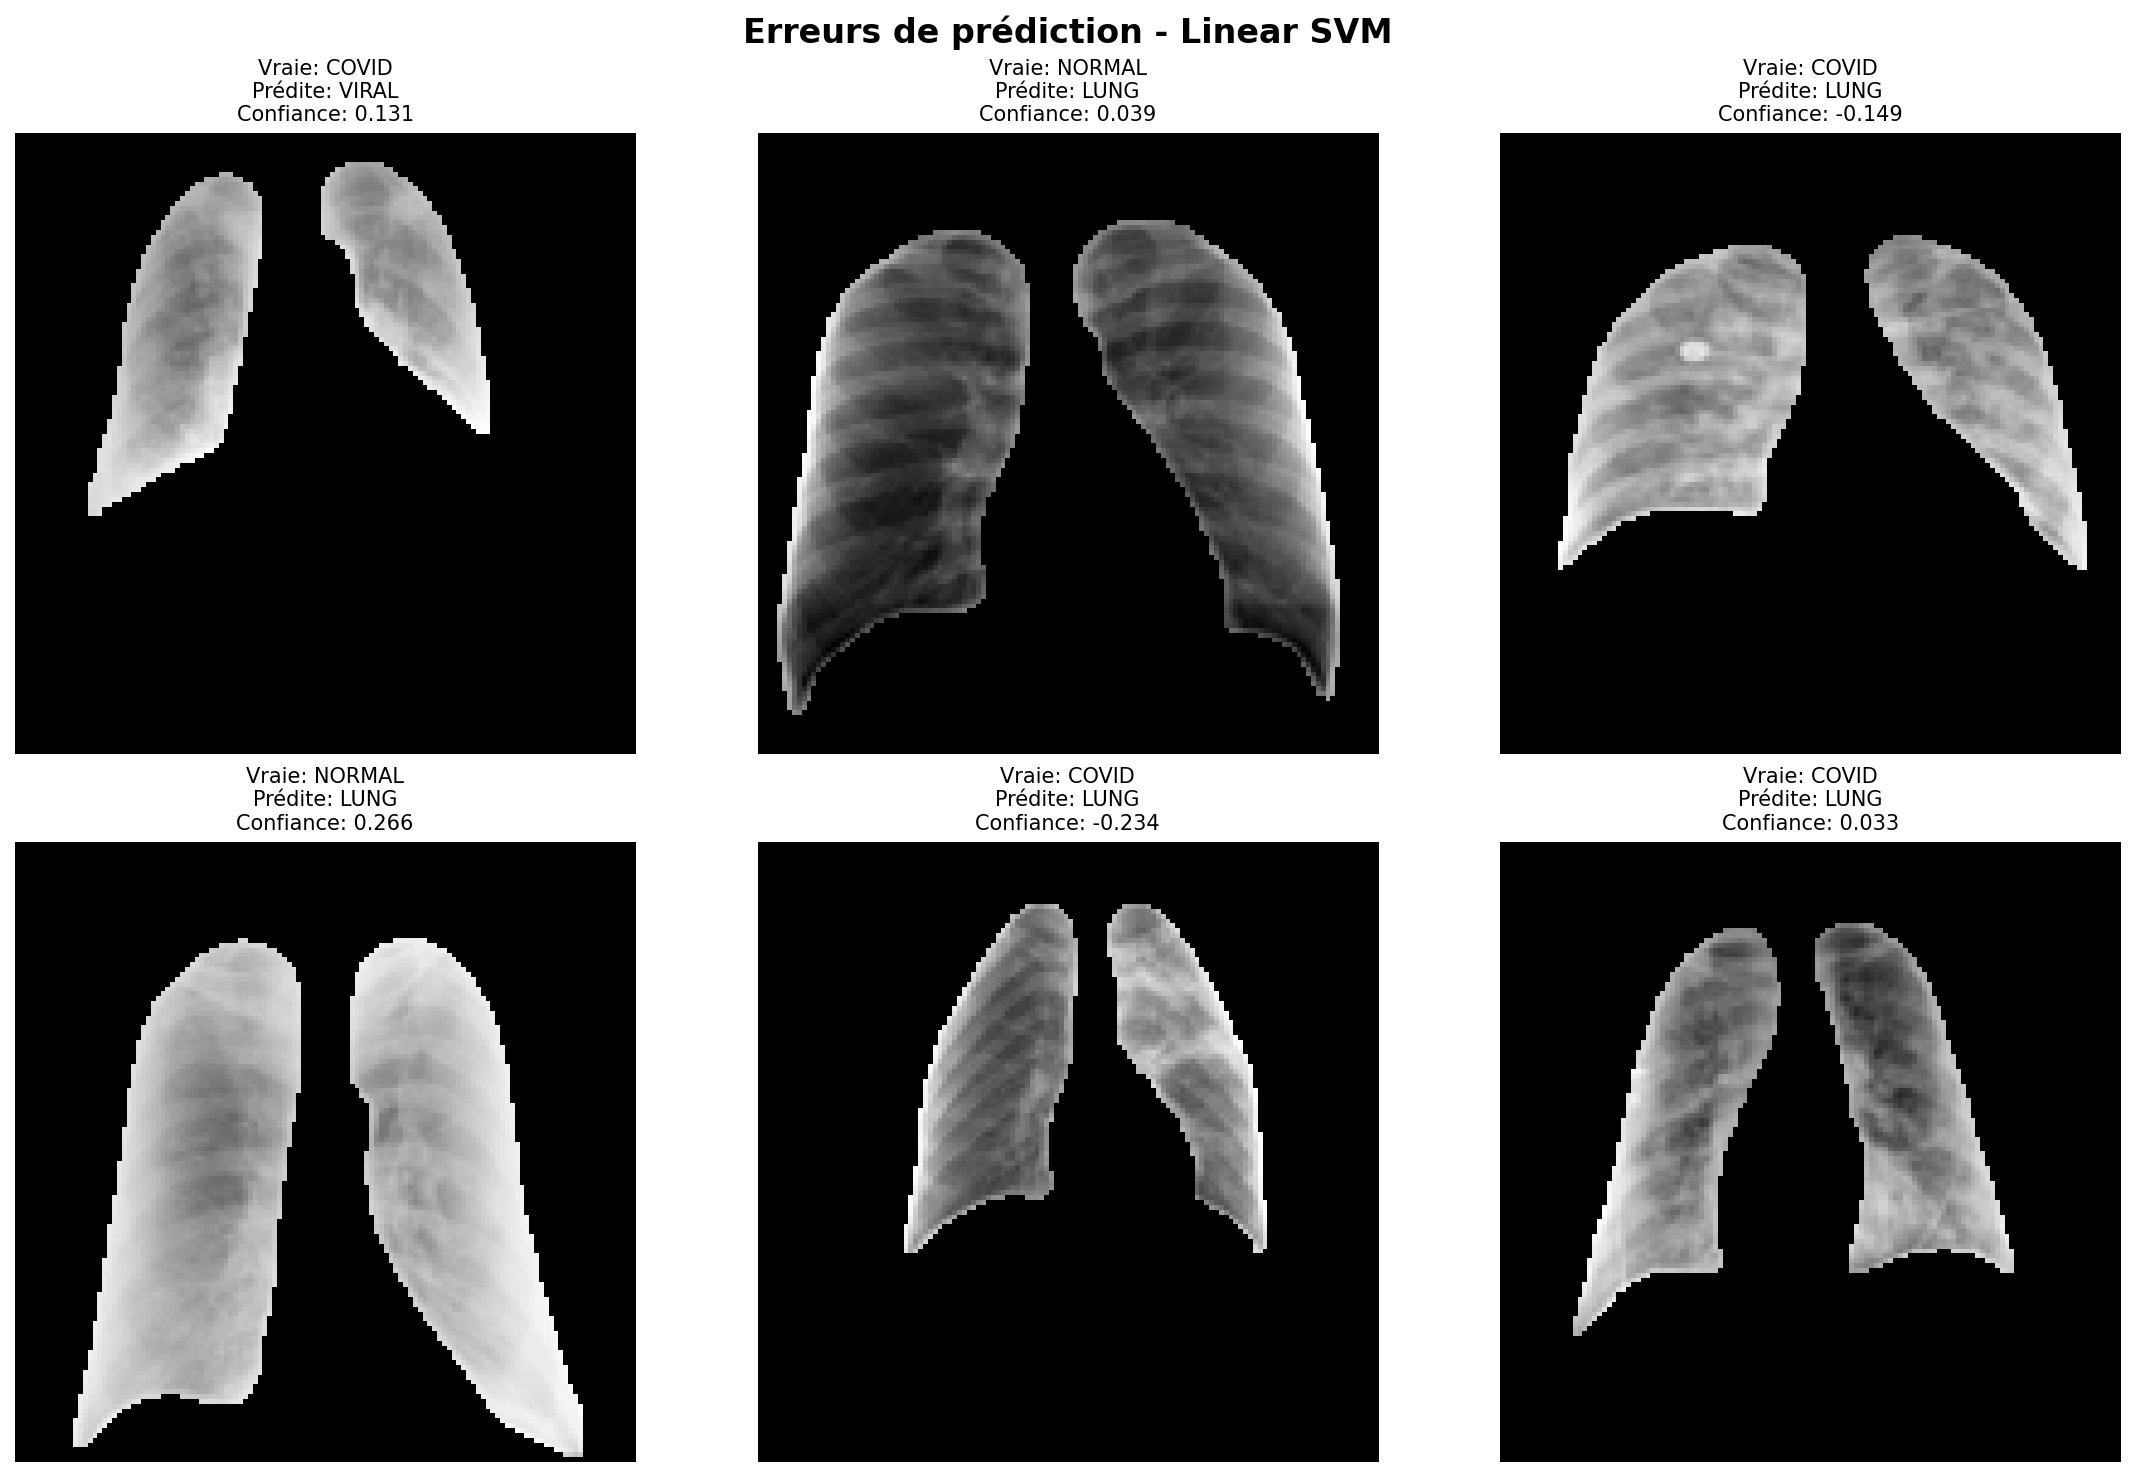 Erreurs de prédiction - Linear SVM
Vraie: COVID
Prédite: VIRAL
Confiance: 0.131
Vraie: NORMAL
Prédite: LUNG
Confiance: 0.039
Vraie: COVID
Prédite: LUNG
Confiance: -0.149
Vraie: NORMAL
Prédite: LUNG
Confiance: 0.266
Vraie: COVID
Prédite: LUNG
Confiance: -0.234
Vraie: COVID
Prédite: LUNG
Confiance: 0.033